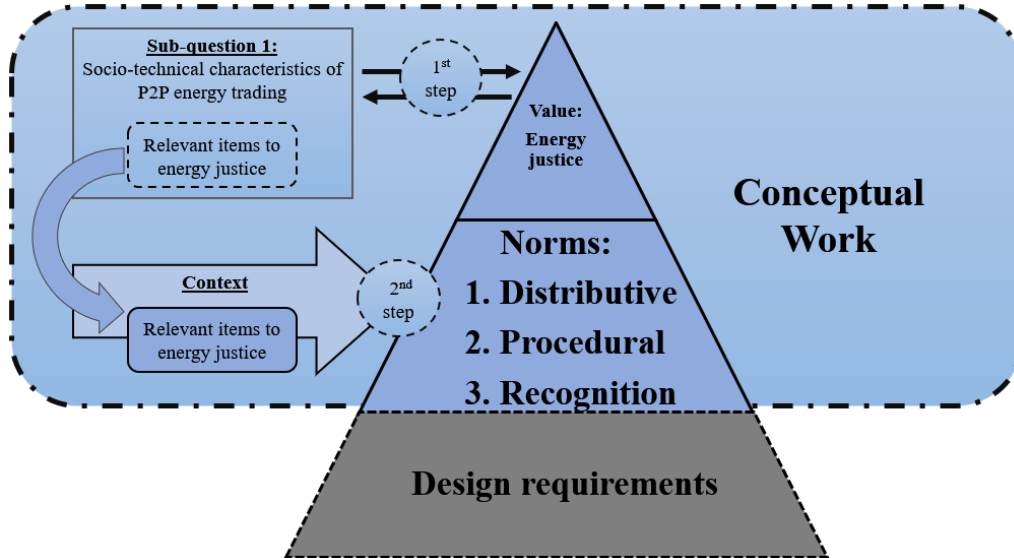 Sub-question 1:
Socio-technical characteristics of
P2P energy trading
Relevant items to
energy justice
1st
step
Value:
Energy
justice
Conceptual
Work
Context
Relevant items to
energy justice
2nd
step
Norms:
1. Distributive
2. Procedural
3. Recognition
Design requirements